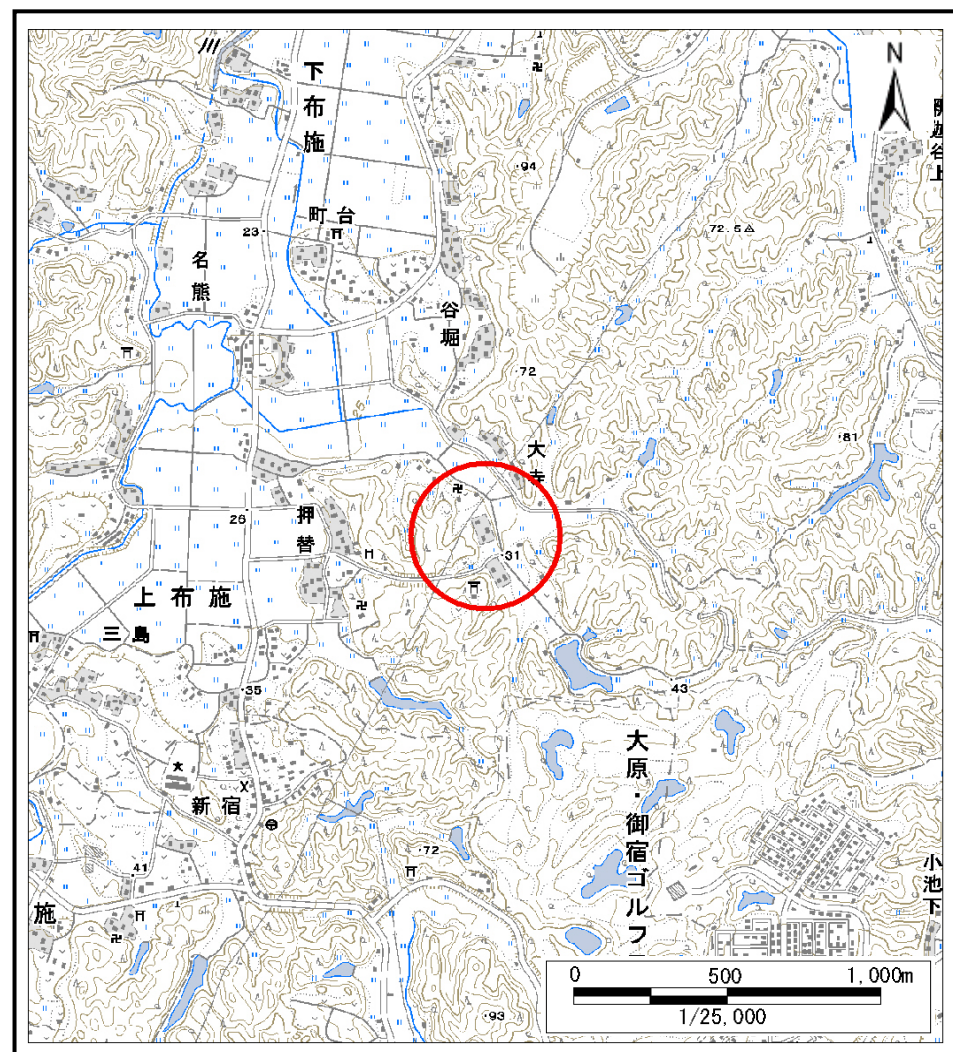 N
下布施
94
72.5
町台
23
名熊
谷堀
72
81
大寺
26
押替
31
上布施
三島
35
43
大原・御宿ゴルフ
新宿
72
41
施
小池下
93
0 500 1,000m
1/25,000